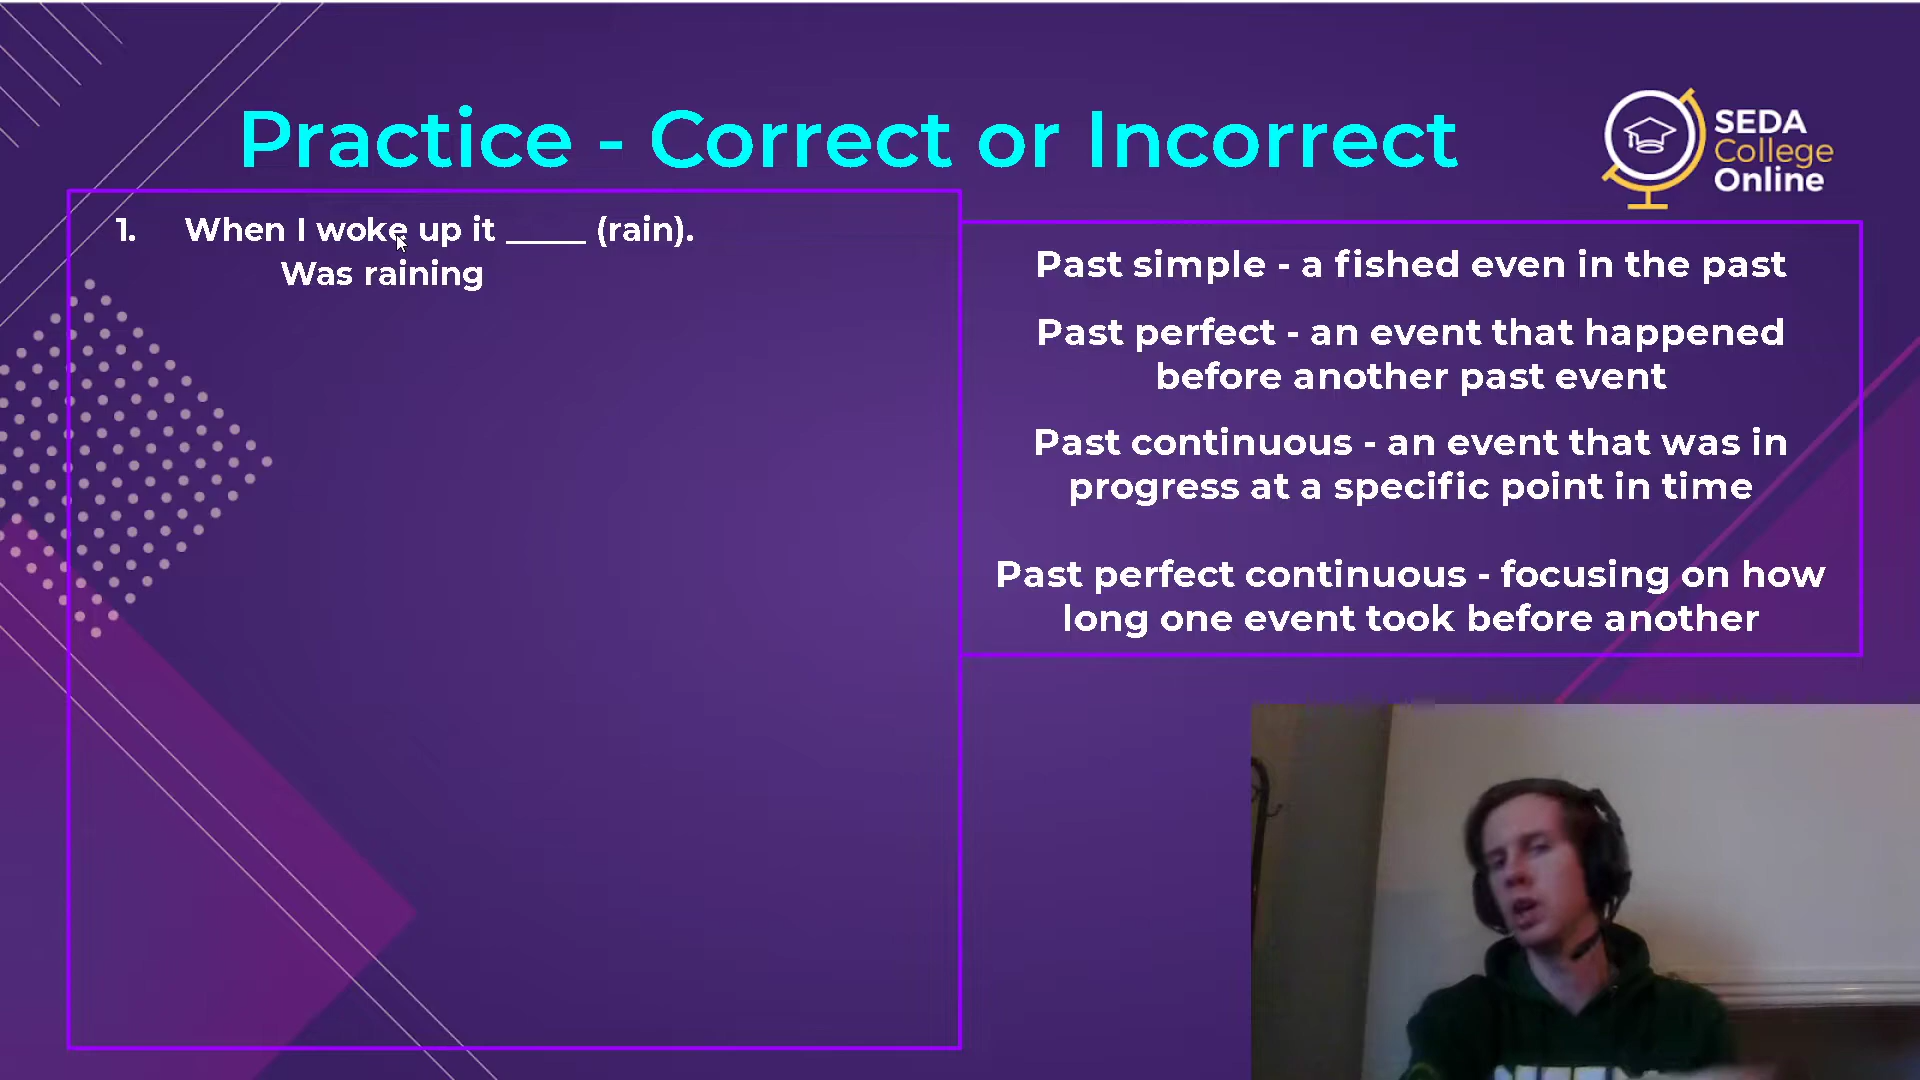 Practice - Correct or Incorrect
SEDA
College
Online
1. When I woke up it _____ (rain).
Was raining
Past simple - a fished even in the past
Past perfect - an event that happened
before another past event
Past continuous - an event that was in
progress at a specific point in time
Past perfect continuous - focusing on how
long one event took before another